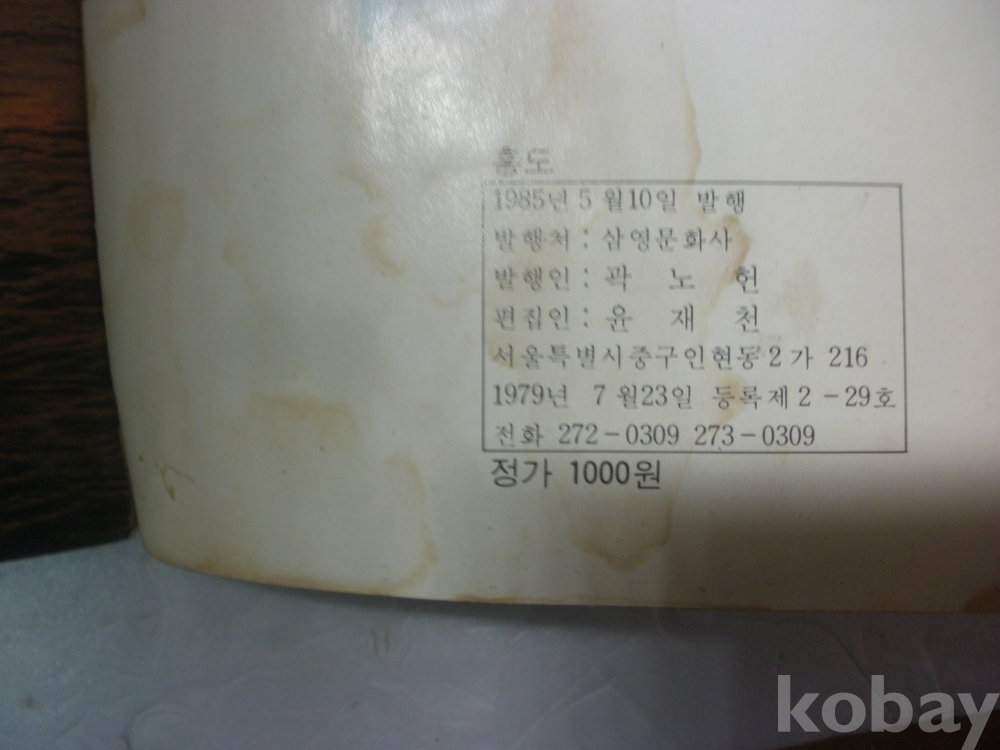 홍도
1985년 5 월10일 발행
발행처 : 삼영문화사
발행인 : 곽 노 헌
편집인 : 윤 재 천
서울특별시중구인현동2 가 216
1979년 7 월23일 등록제 2 -29호
전화 272-0309 273-0309
정가 1000원
kobay